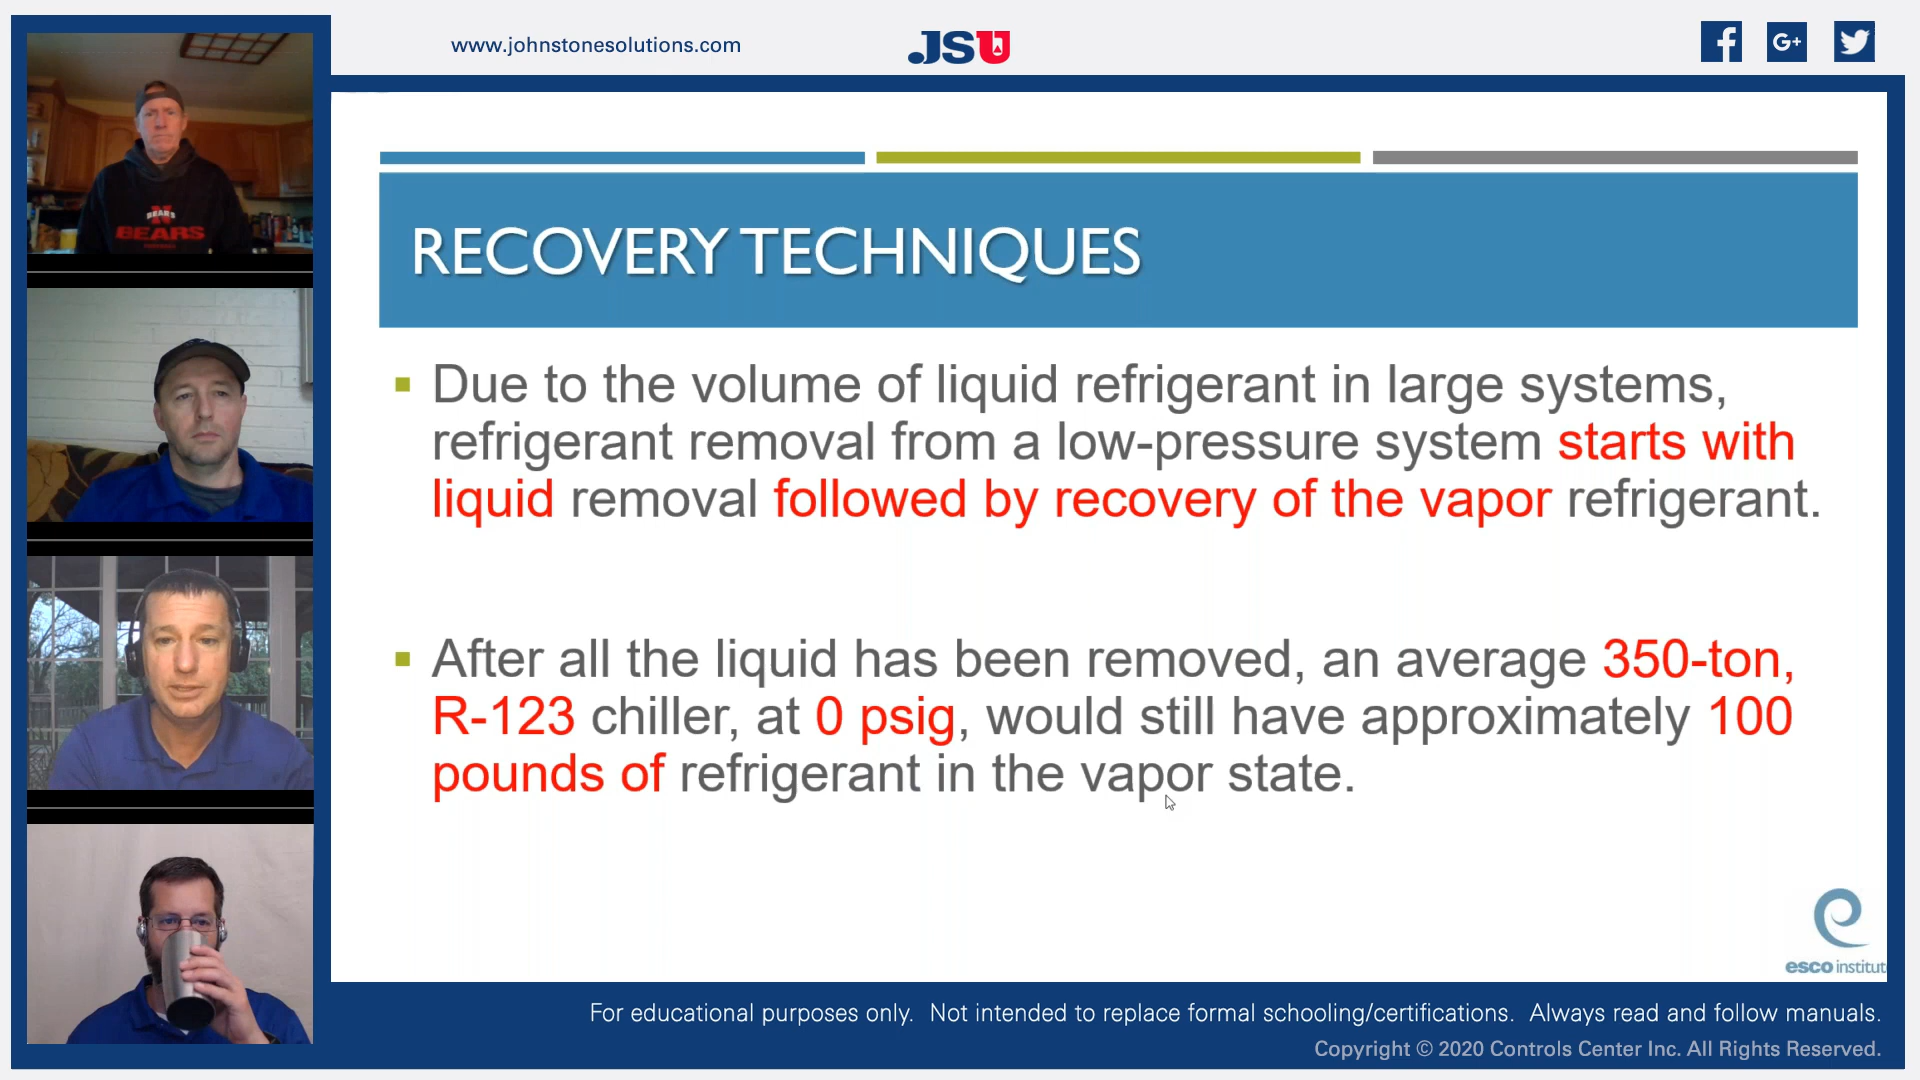 www.johnstonesolutions.com
JSU
G+
BEARS
BEARS
RECOVERY TECHNIQUES
Due to the volume of liquid refrigerant in large systems,
refrigerant removal from a low-pressure system starts with
liquid removal followed by recovery of the vapor refrigerant.
After all the liquid has been removed, an average 350-ton,
R-123 chiller, at 0 psig, would still have approximately 100
pounds of refrigerant in the vapor state.
esco institut
For educational purposes only. Not intended to replace formal schooling/certifications. Always read and follow manuals.
Copyright © 2020 Controls Center Inc. All Rights Reserved.